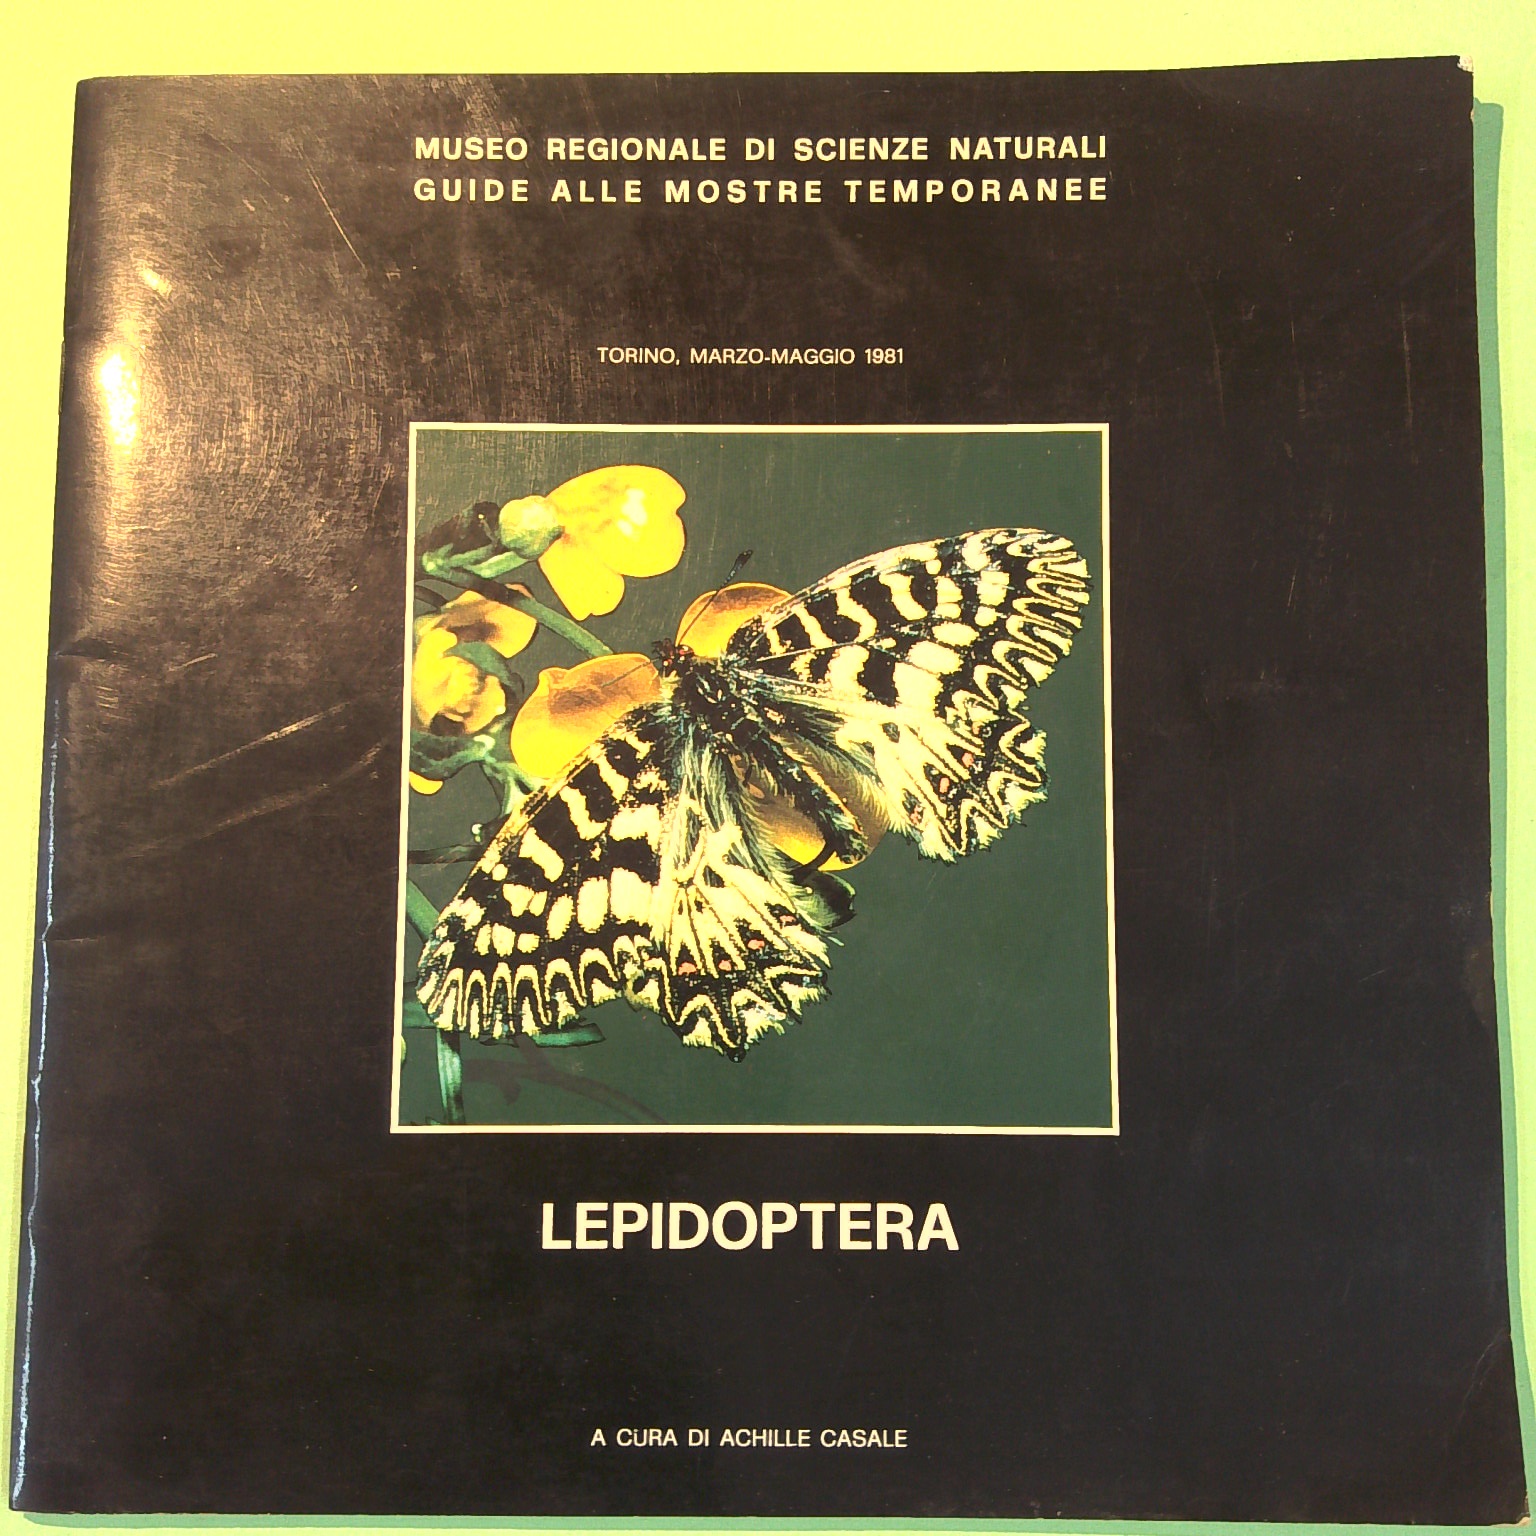 MUSEO REGIONALE DI SCIENZE NATURALI
GUIDE ALLE MOSTRE TEMPORANEE
TORINO, MARZO-MAGGIO 1981
LEPIDOPTERA
A CURA DI ACHILLE CASALE